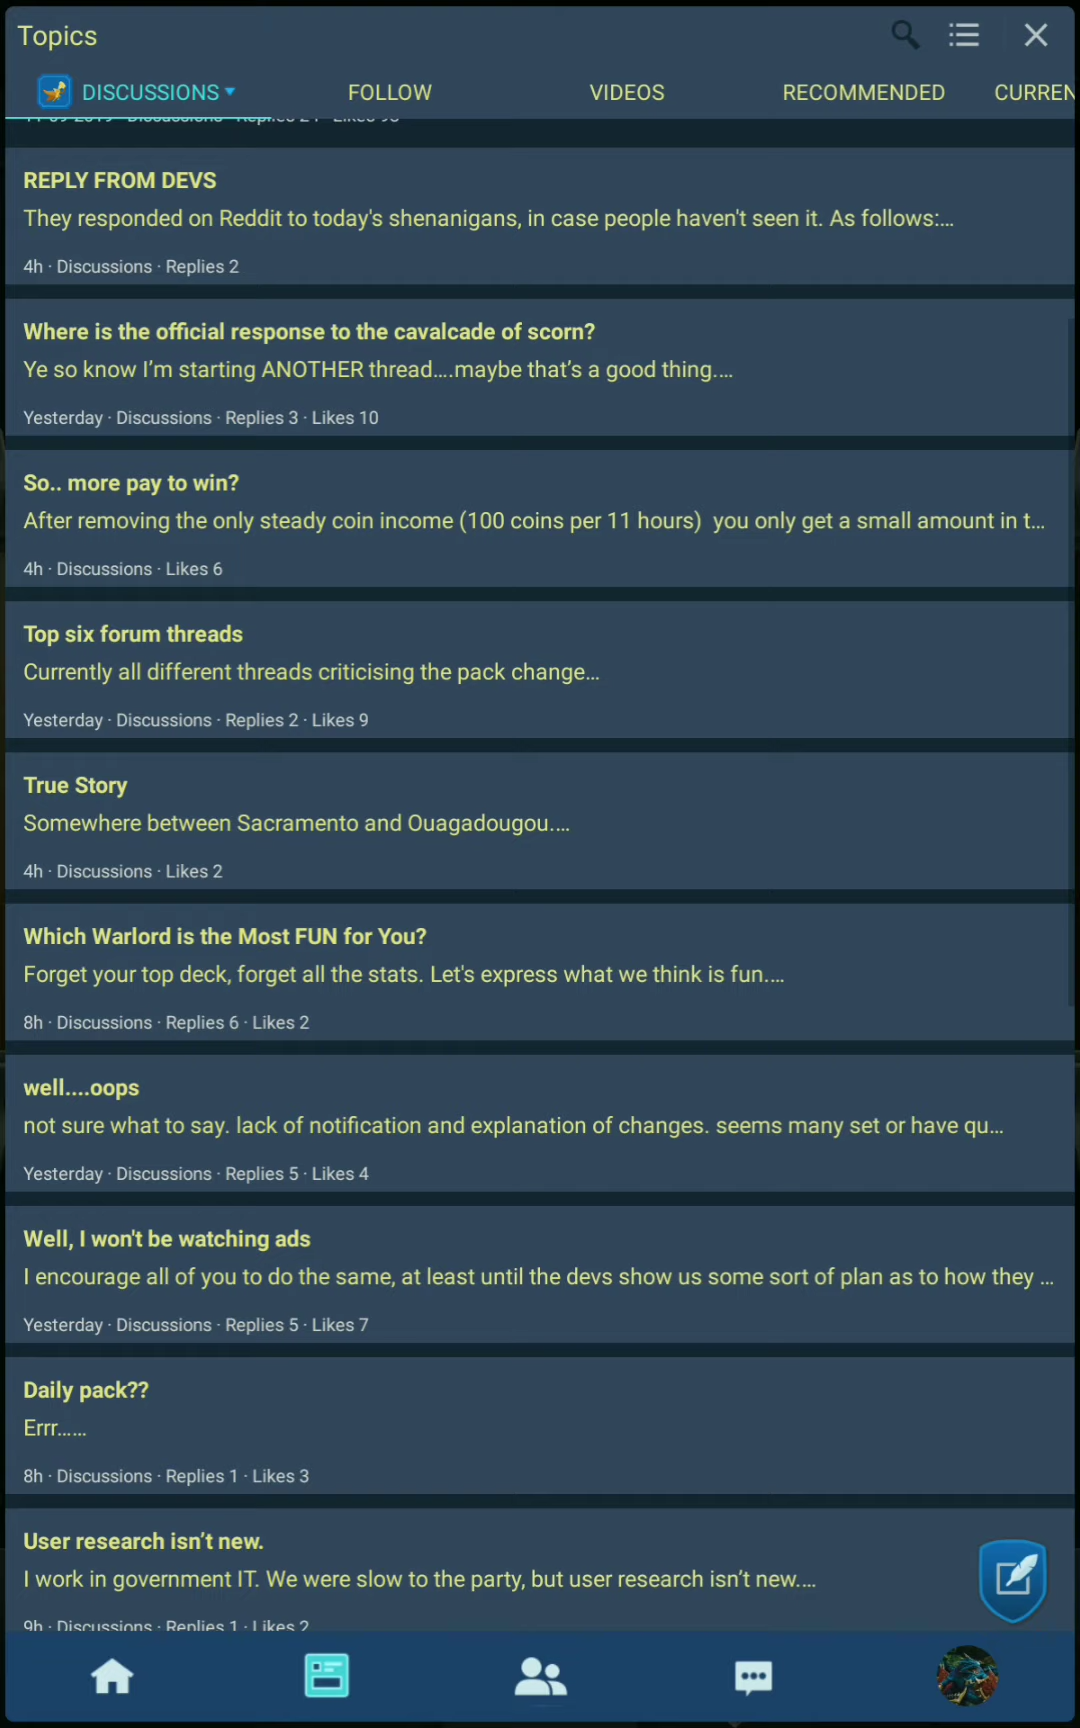 Topics
DISCUSSIONS FOLLOW VIDEOS RECOMMENDED CURREN
REPLY FROM DEVS
They responded on Reddit to today's shenanigans, in case people haven't seen it. As follows:...
4h · Discussions · Replies 2
Where is the official response to the cavalcade of scorn?
Ye so know I’m starting ANOTHER thread....maybe that’s a good thing....
Yesterday · Discussions · Replies 3 · Likes 10
So.. more pay to win?
After removing the only steady coin income (100 coins per 11 hours)  you only get a small amount in t...
4h · Discussions · Likes 6
Top six forum threads
Currently all different threads criticising the pack change...
Yesterday · Discussions · Replies 2 · Likes 9
True Story
Somewhere between Sacramento and Ouagadougou....
4h · Discussions · Likes 2
Which Warlord is the Most FUN for You?
Forget your top deck, forget all the stats. Let's express what we think is fun....
8h · Discussions · Replies 6 · Likes 2
well....oops
not sure what to say. lack of notification and explanation of changes. seems many set or have qu...
Yesterday · Discussions · Replies 5 · Likes 4
Well, I won't be watching ads
I encourage all of you to do the same, at least until the devs show us some sort of plan as to how they ...
Yesterday · Discussions · Replies 5 · Likes 7
Daily pack??
Errr......
8h · Discussions · Replies 1 · Likes 3
User research isn’t new.
I work in government IT. We were slow to the party, but user research isn’t new....
9h · Discussions · Replies 1 · Likes 2